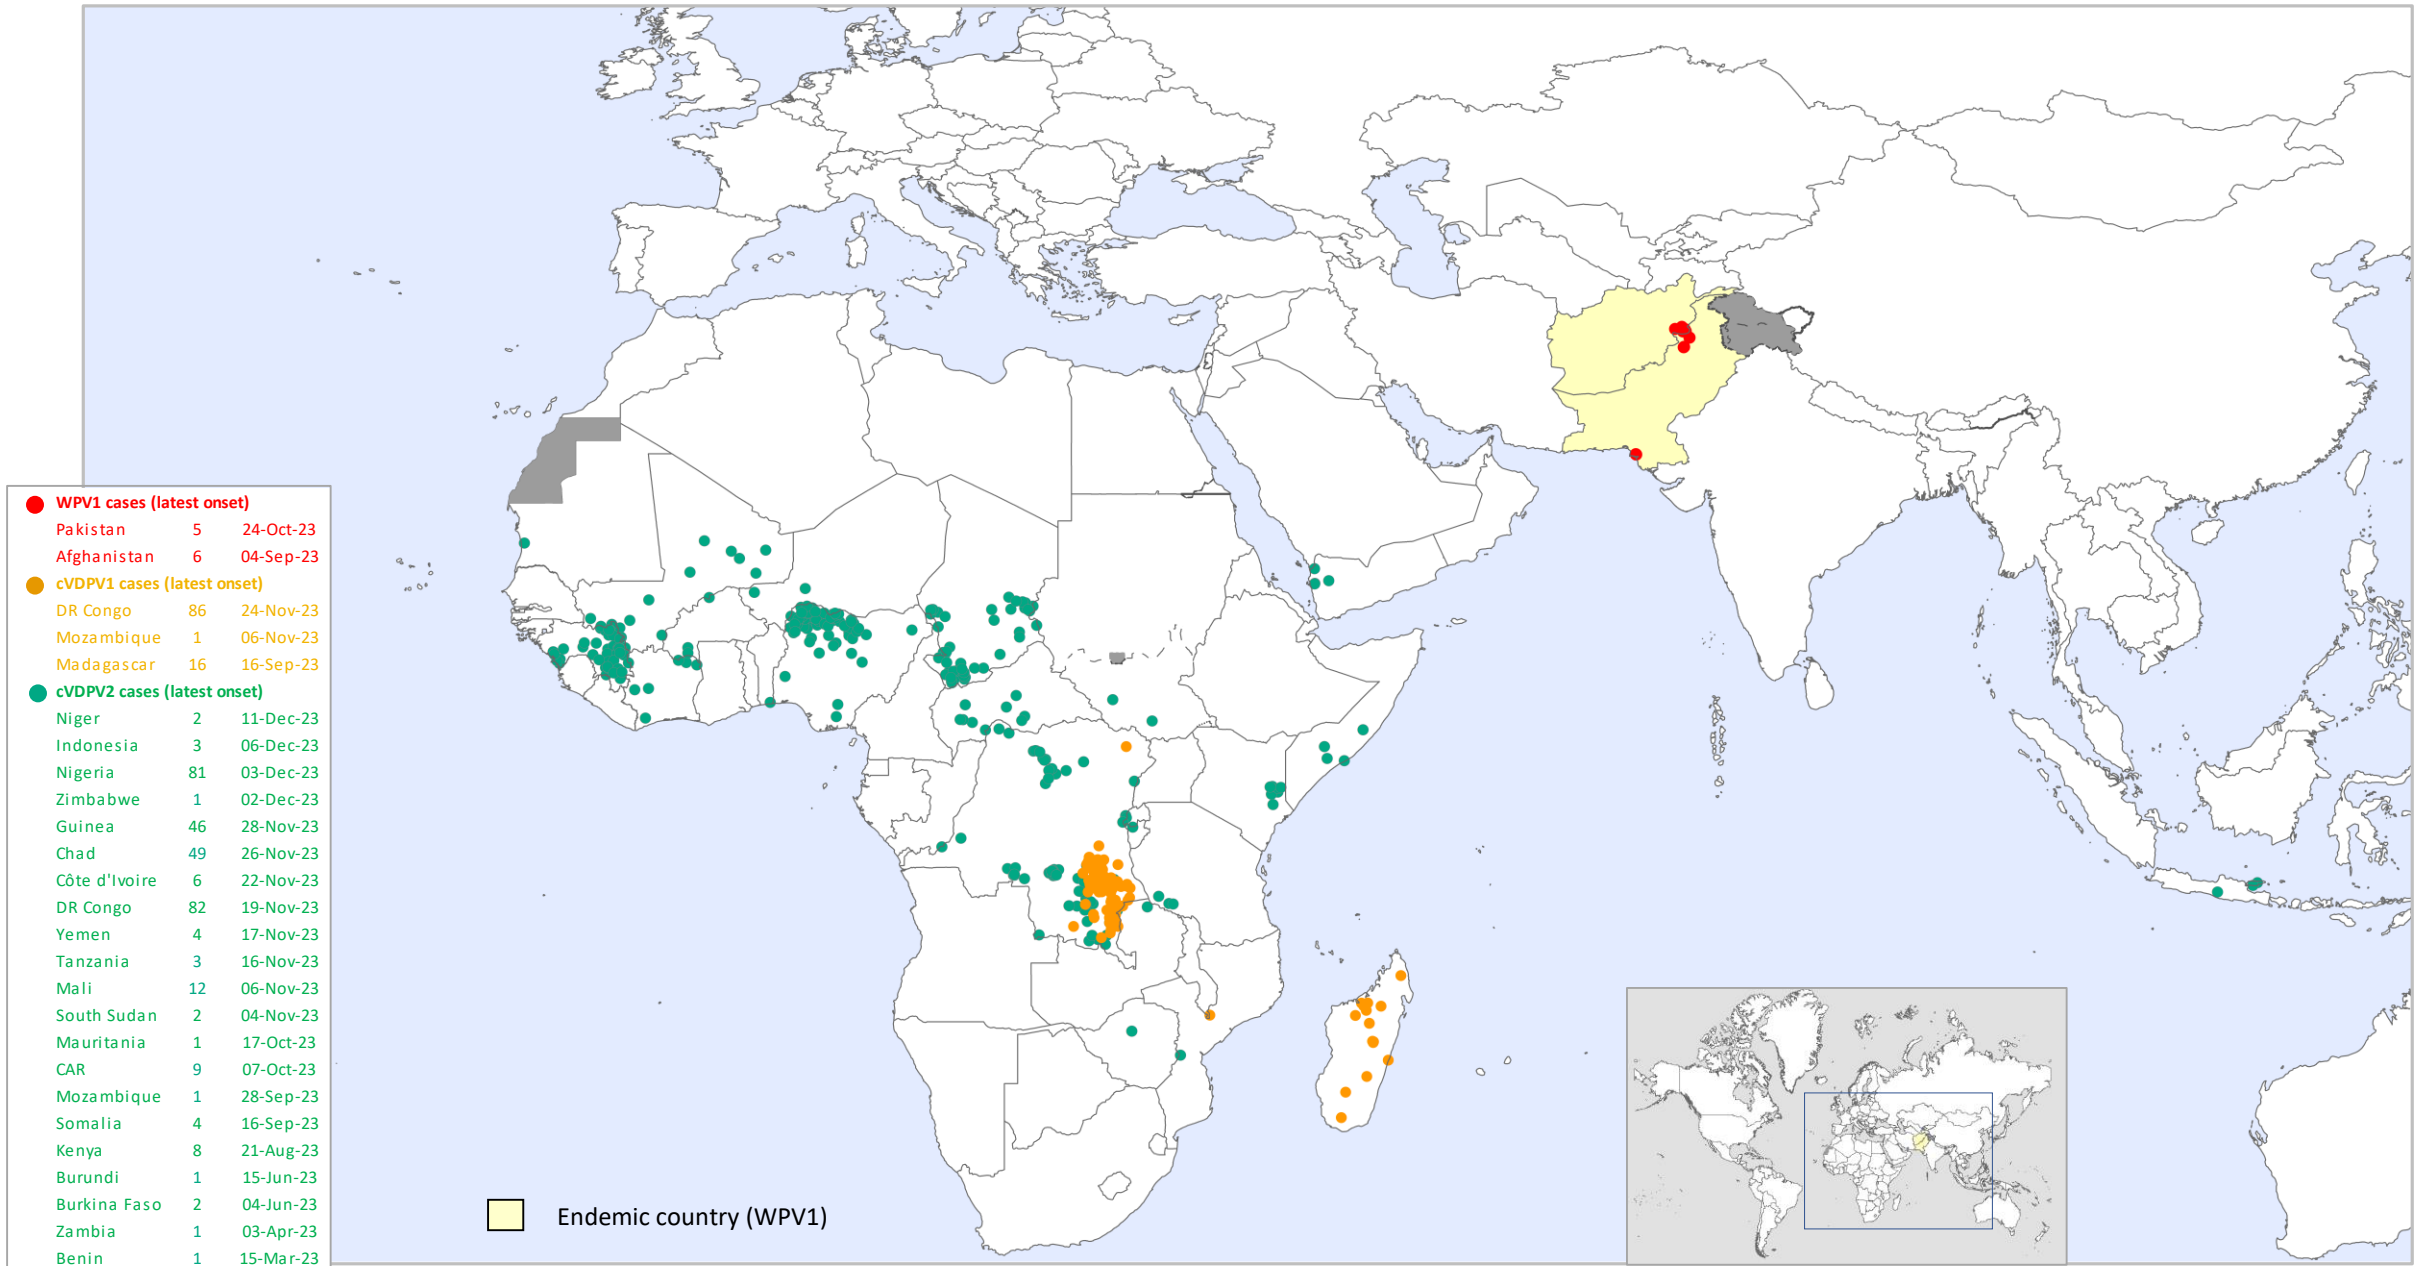 WPV1 cases (latest onset)
Pakistan 5 24-Oct-23
Afghanistan 6 04-Sep-23
cVDPV1 cases (latest onset)
DR Congo 86 24-Nov-23
Mozambique 1 06-Nov-23
Madagascar 16 16-Sep-23
cVDPV2 cases (latest onset)
Niger 2 11-Dec-23
Indonesia 3 06-Dec-23
Nigeria 81 03-Dec-23
Zimbabwe 1 02-Dec-23
Guinea 46 28-Nov-23
Chad 49 26-Nov-23
Côte d'Ivoire 6 22-Nov-23
DR Congo 82 19-Nov-23
Yemen 4 17-Nov-23
Tanzania 3 16-Nov-23
Mali 12 06-Nov-23
South Sudan 2 04-Nov-23
Mauritania 1 17-Oct-23
CAR 9 07-Oct-23
Mozambique 1 28-Sep-23
Somalia 4 16-Sep-23
Kenya 8 21-Aug-23
Burundi 1 15-Jun-23
Burkina Faso 2 04-Jun-23
Zambia 1 03-Apr-23
Benin 1 15-Mar-23
Endemic country (WPV1)